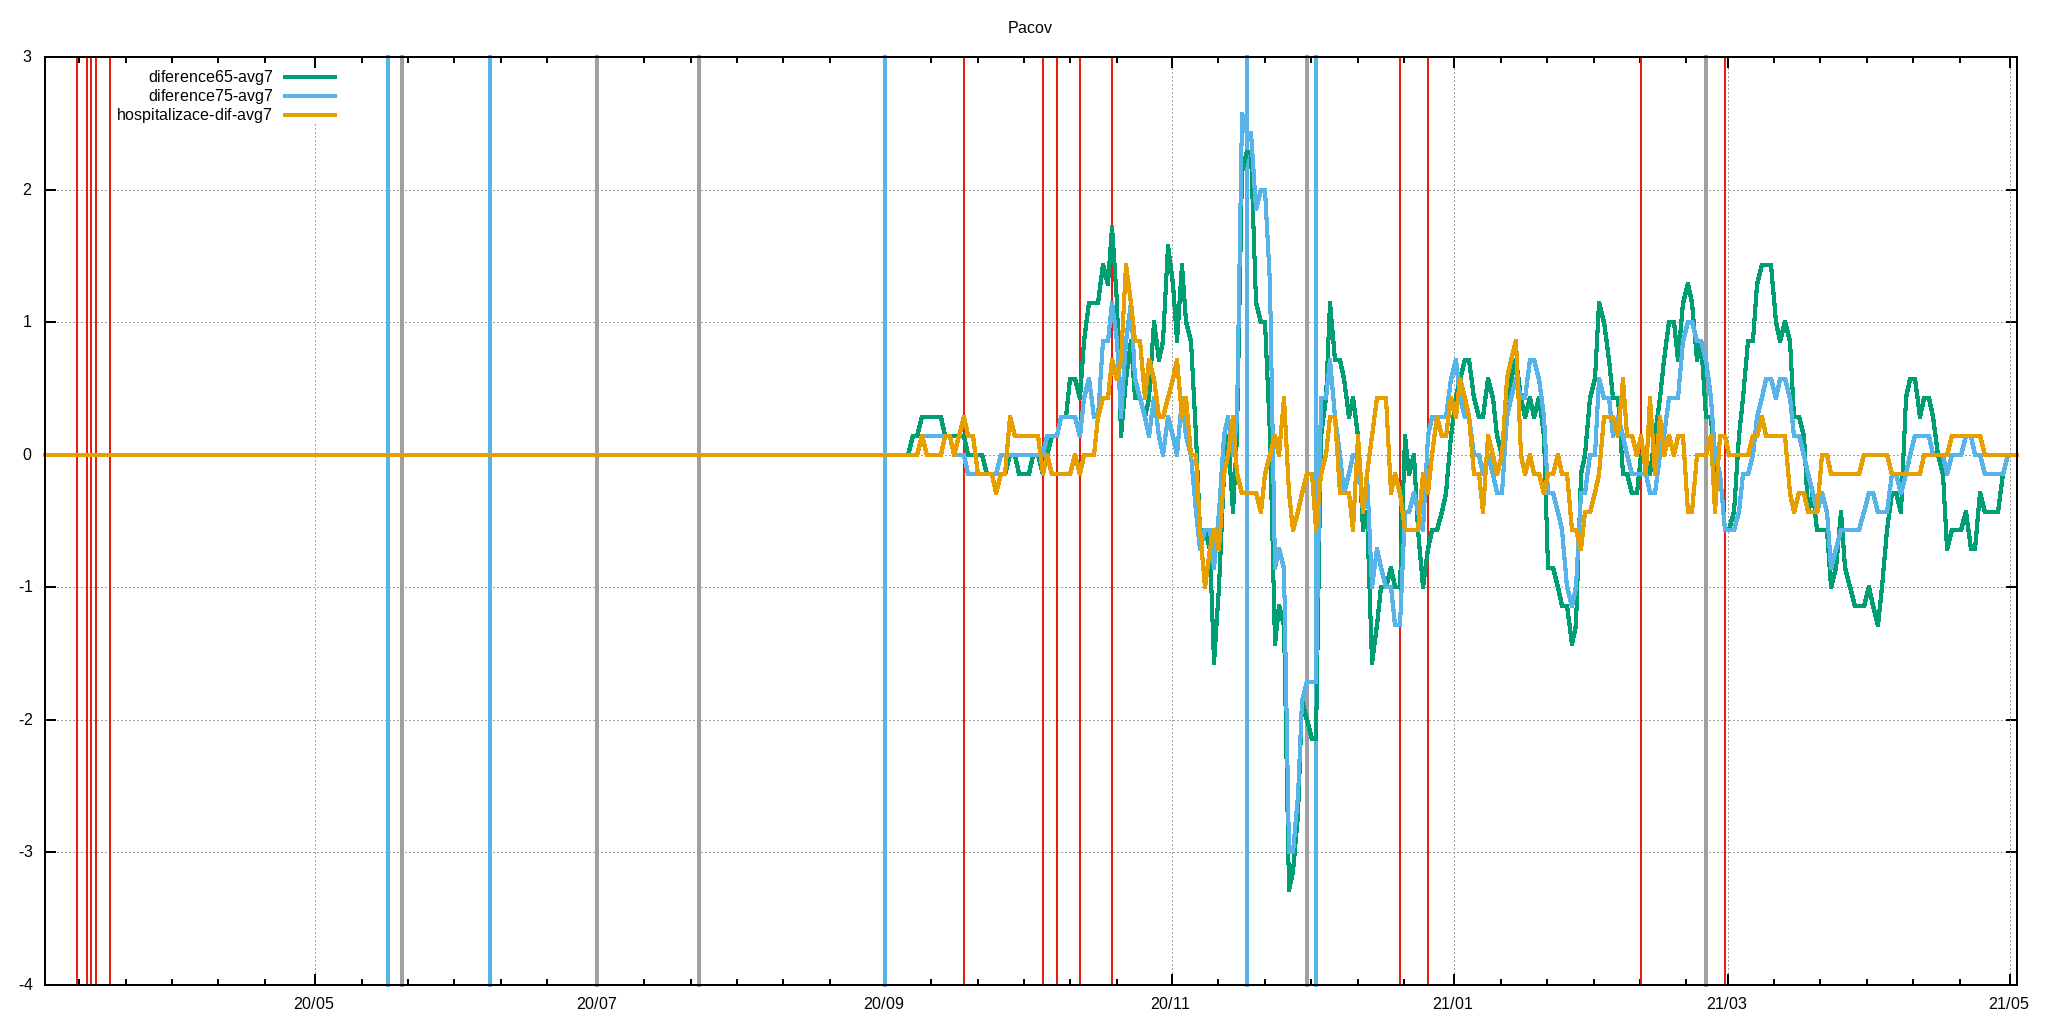 Pacov
3
diference65-avg7
diference75-avg7
hospitalizace-dif-avg7
2
1
0
-1
-2
-3
-4
20/05 20/07 20/09 20/11 21/01 21/03 21/05